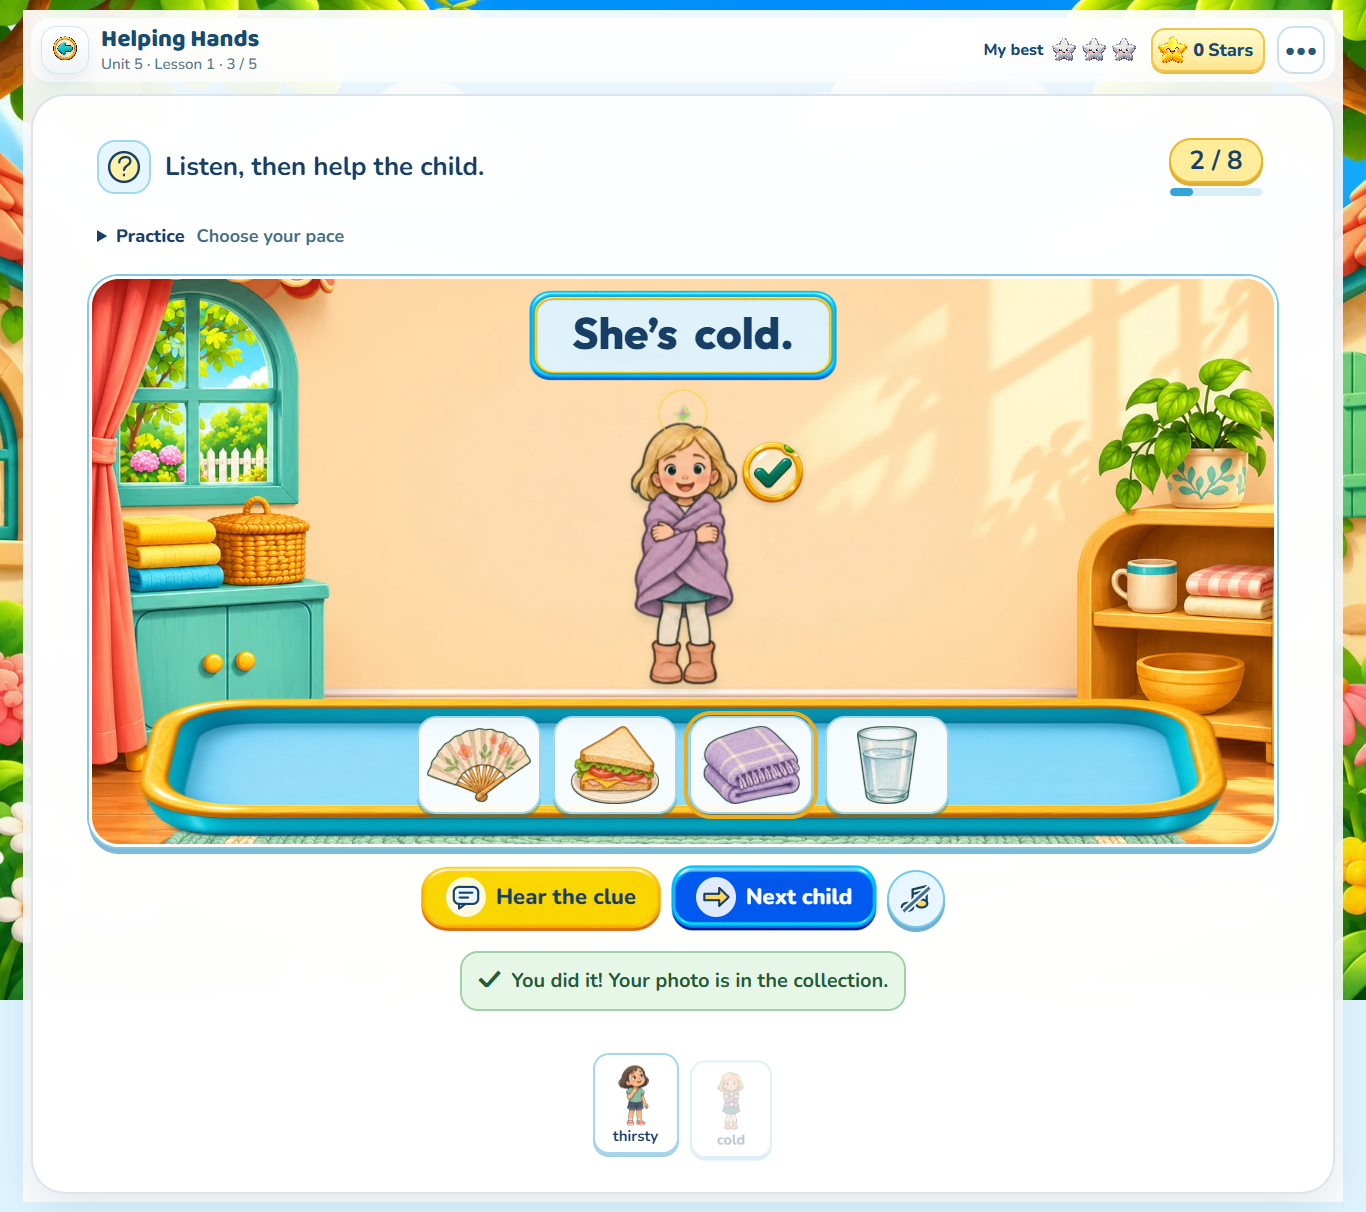 Helping Hands
Unit 5 · Lesson 1 · 3 / 5
My best
0 Stars
Listen, then help the child.
2 / 8
Practice Choose your pace
She's cold.
Hear the clue
Next child
You did it! Your photo is in the collection.
thirsty
cold